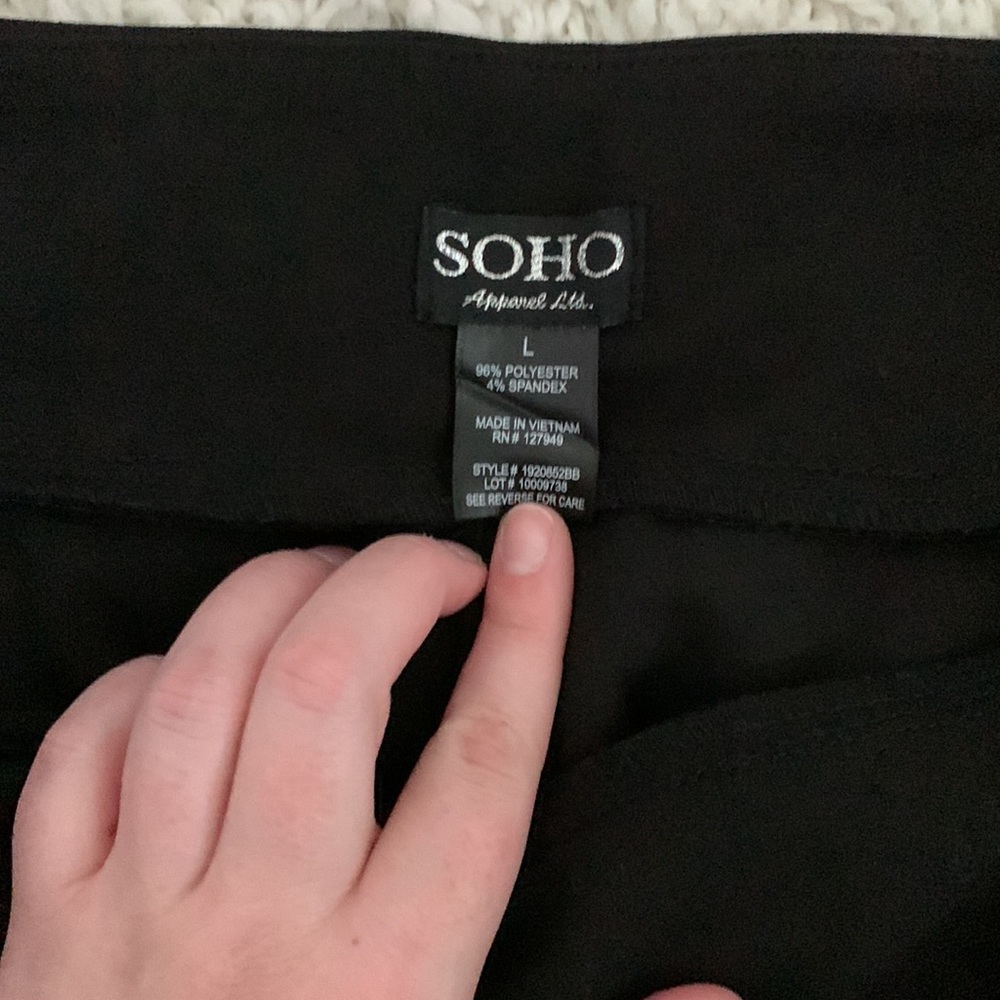 SOHO
Apparel Ltd.
L
96% POLYESTER
4% SPANDEX
MADE IN VIETNAM
RN# 127949
STYLE# 1920852BB
LOT# 10009738
SEE REVERSE FOR CARE